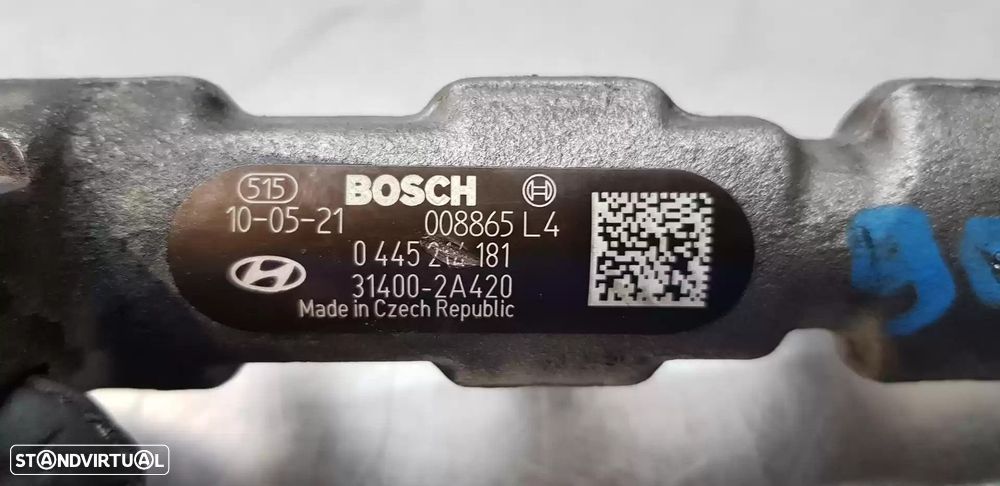 515 BOSCH
10-05-21 008865 L4
0 445 214 181
31400-2A420
Made in Czech Republic
STANDVIRTUAL